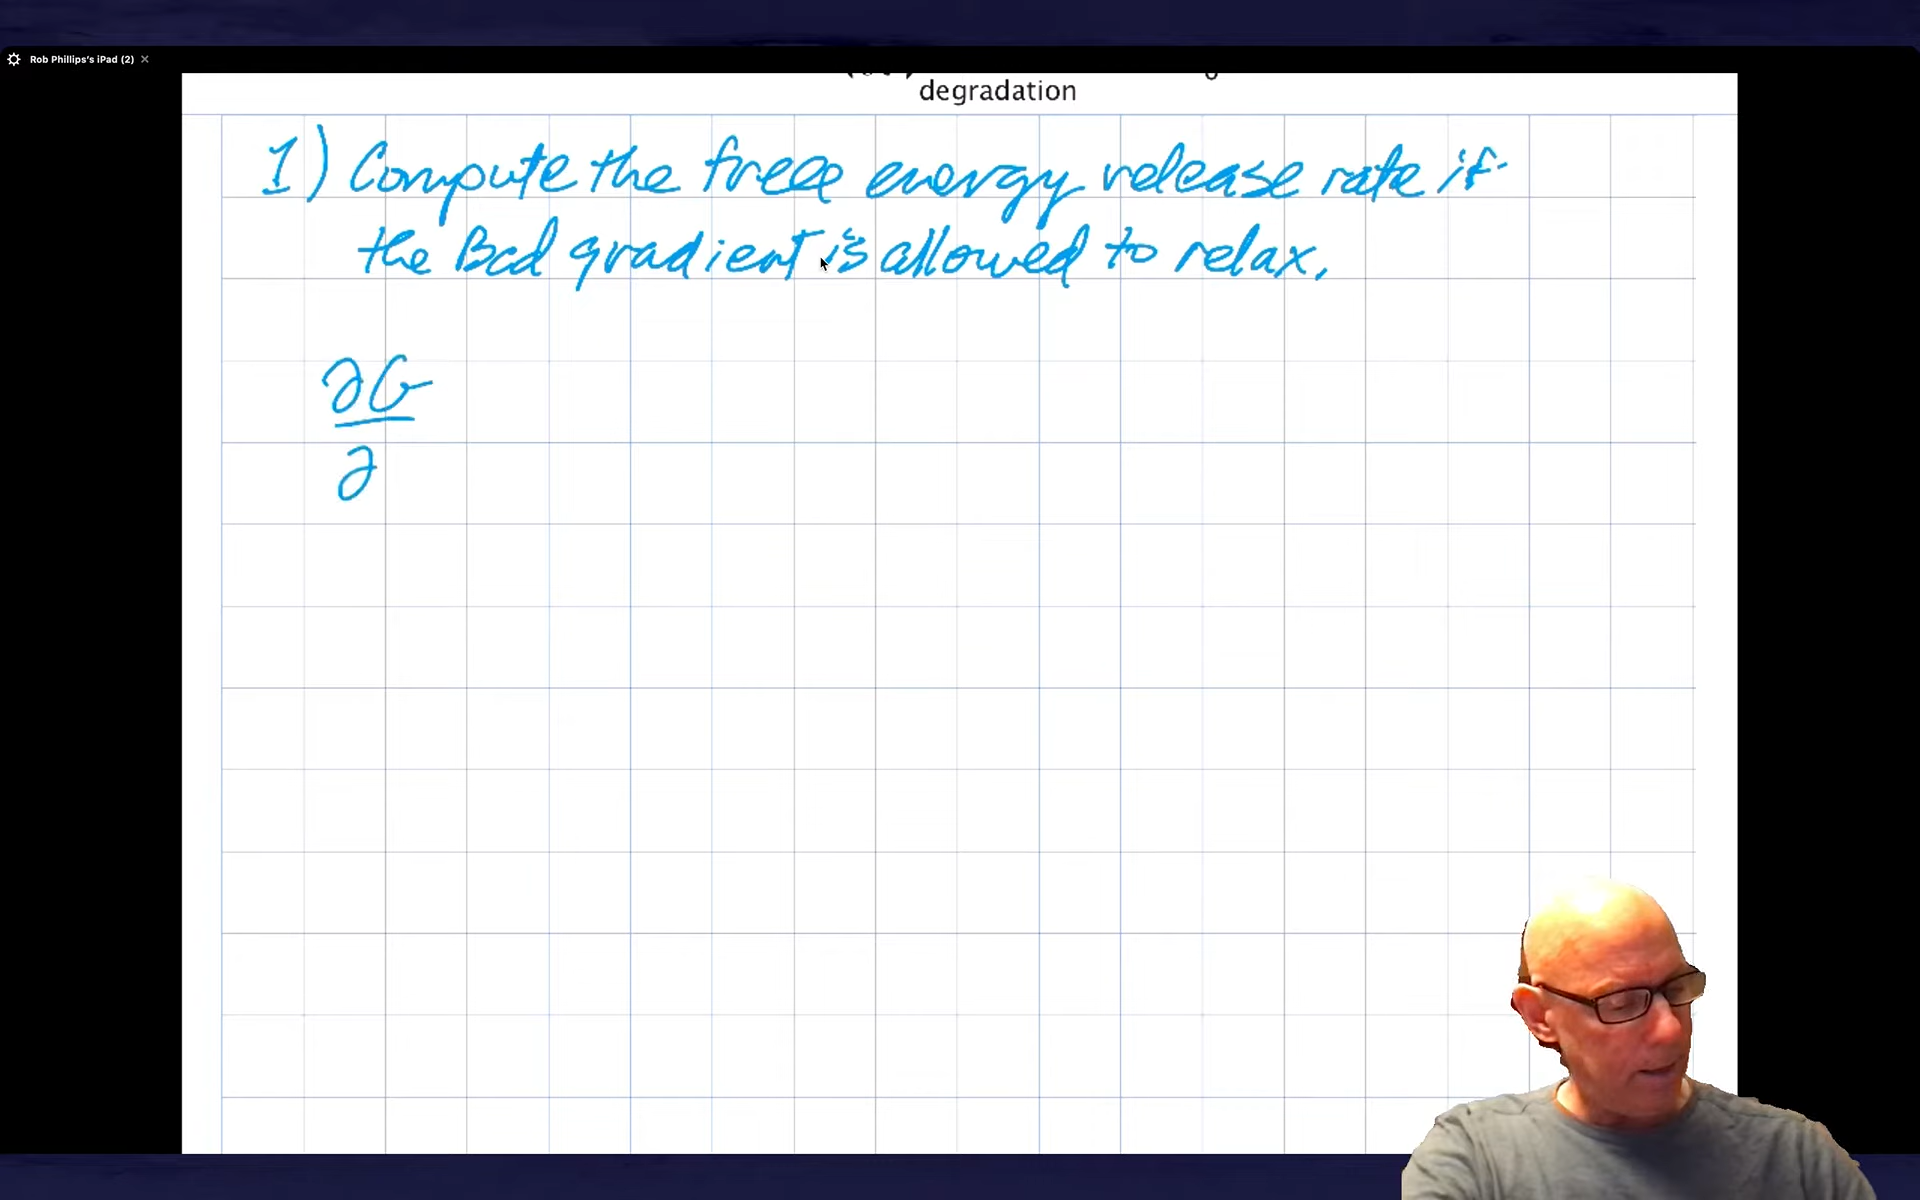 Rob Phillips's iPad (2) ×
degradation
1) Compute the freee energy release rate if
the Bcd gradient is allowed to relax.
∂G
∂